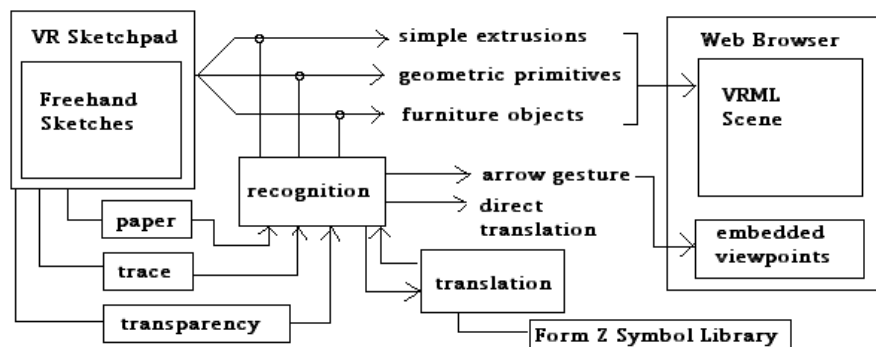 VR Sketchpad
Freehand
Sketches
simple extrusions
geometric primitives
furniture objects
Web Browser
VRML
Scene
recognition
arrow gesture
direct
translation
paper
trace
transparency
translation
embedded
viewpoints
Form Z Symbol Library